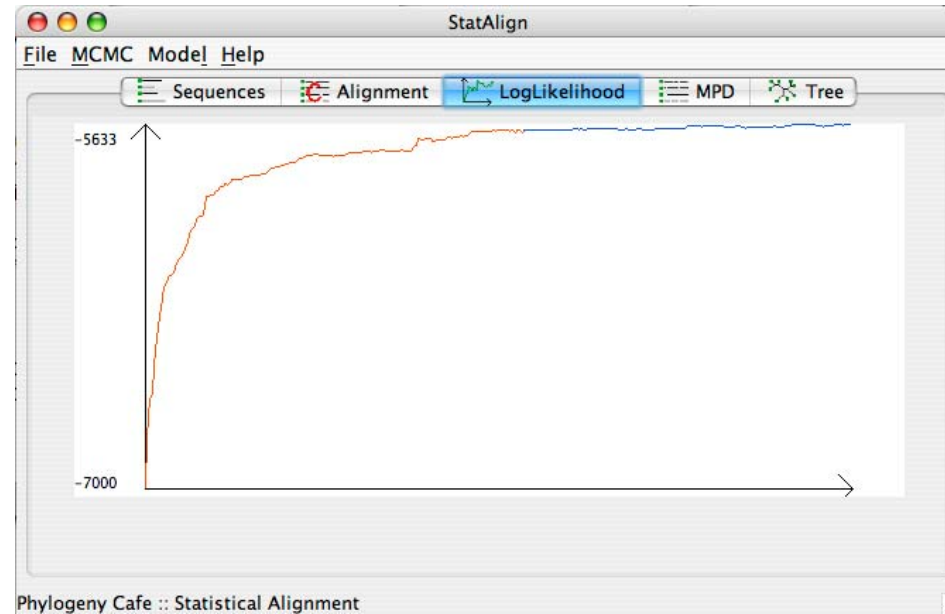 StatAlign
File MCMC Model Help
Sequences Alignment LogLikelihood MPD Tree
-5633
-7000
Phylogeny Cafe :: Statistical Alignment